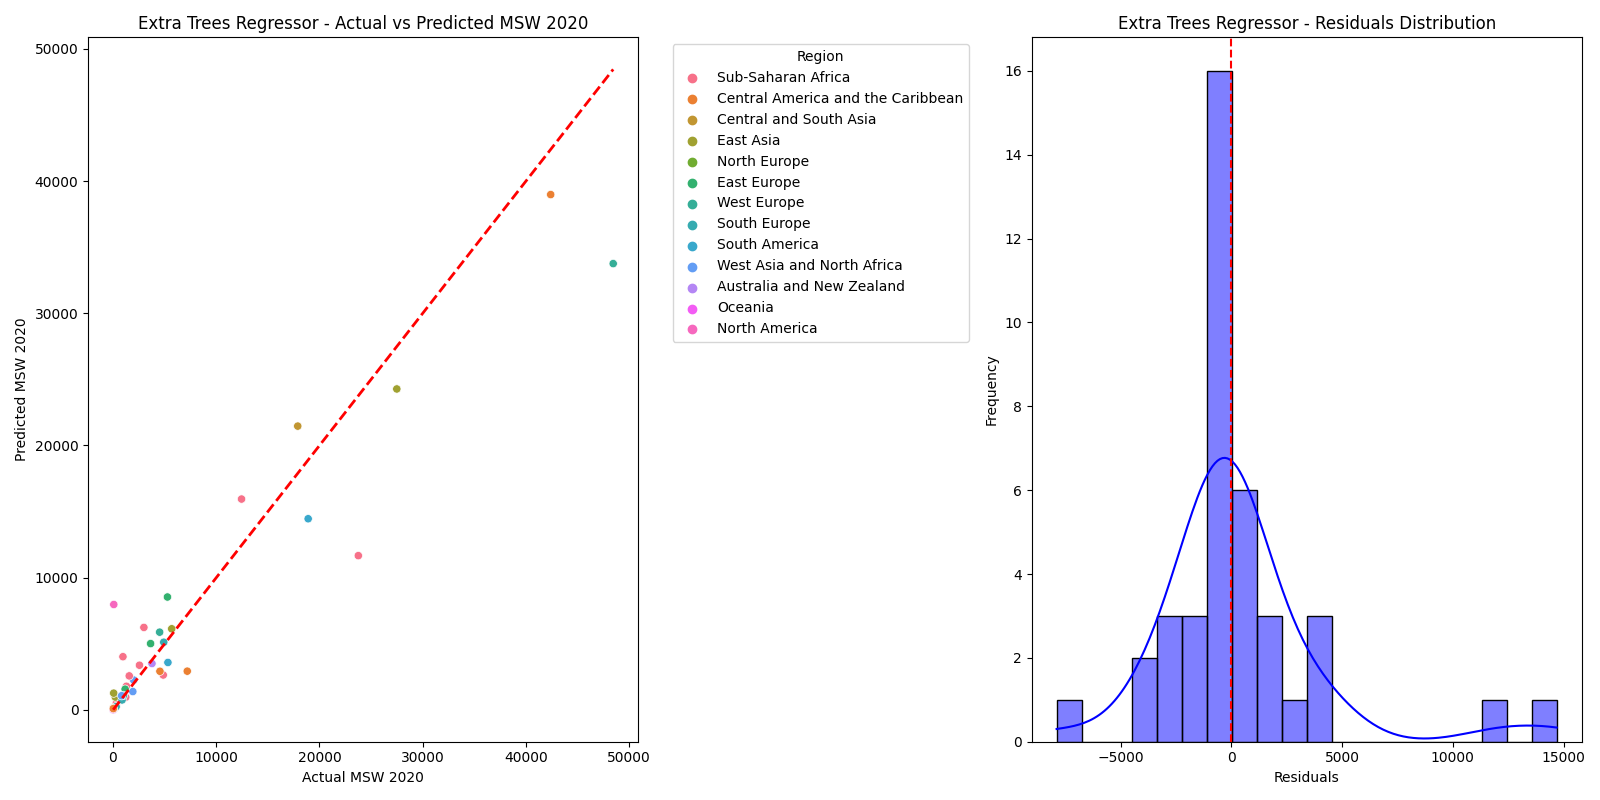 Extra Trees Regressor - Actual vs Predicted MSW 2020
50000
40000
30000
20000
10000
0
Predicted MSW 2020
0 10000 20000 30000 40000 50000
Actual MSW 2020
Region
Sub-Saharan Africa
Central America and the Caribbean
Central and South Asia
East Asia
North Europe
East Europe
West Europe
South Europe
South America
West Asia and North Africa
Australia and New Zealand
Oceania
North America
Extra Trees Regressor - Residuals Distribution
16
14
12
10
8
6
4
2
0
Frequency
−5000 0 5000 10000 15000
Residuals